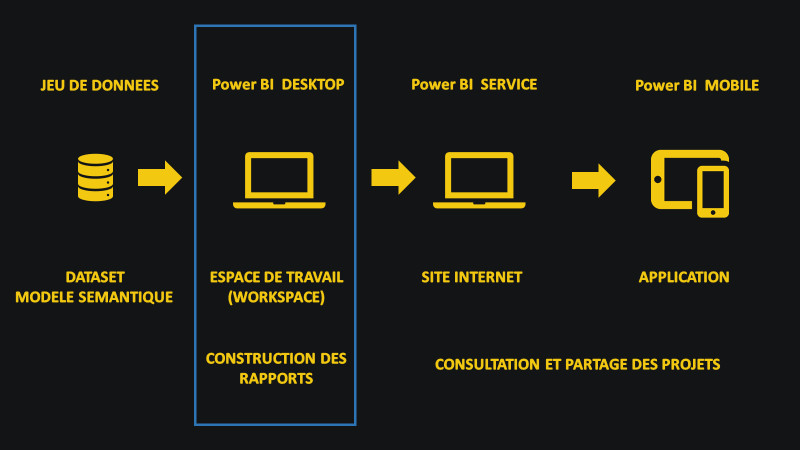 JEU DE DONNEES
Power BI DESKTOP
Power BI SERVICE
Power BI MOBILE
DATASET
MODELE SEMANTIQUE
ESPACE DE TRAVAIL
(WORKSPACE)
SITE INTERNET
APPLICATION
CONSTRUCTION DES
RAPPORTS
CONSULTATION ET PARTAGE DES PROJETS